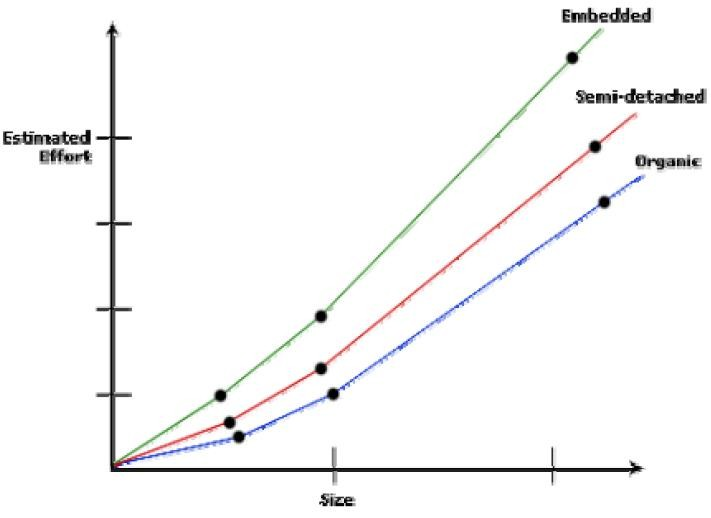 Embedded
Semi-detached
Estimated
Effort
Organic
Size